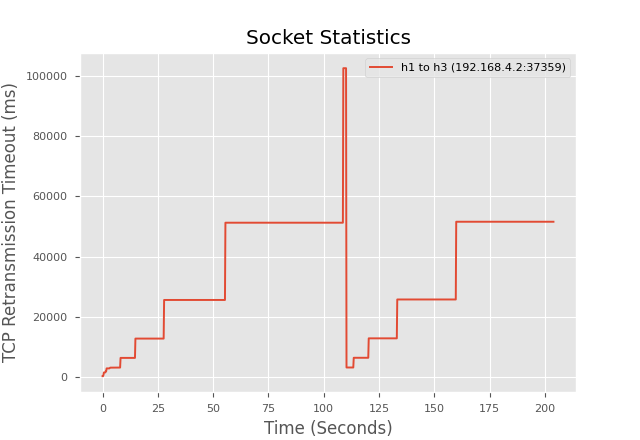 Socket Statistics
h1 to h3 (192.168.4.2:37359)
TCP Retransmission Timeout (ms)
100000
80000
60000
40000
20000
0
0 25 50 75 100 125 150 175 200
Time (Seconds)